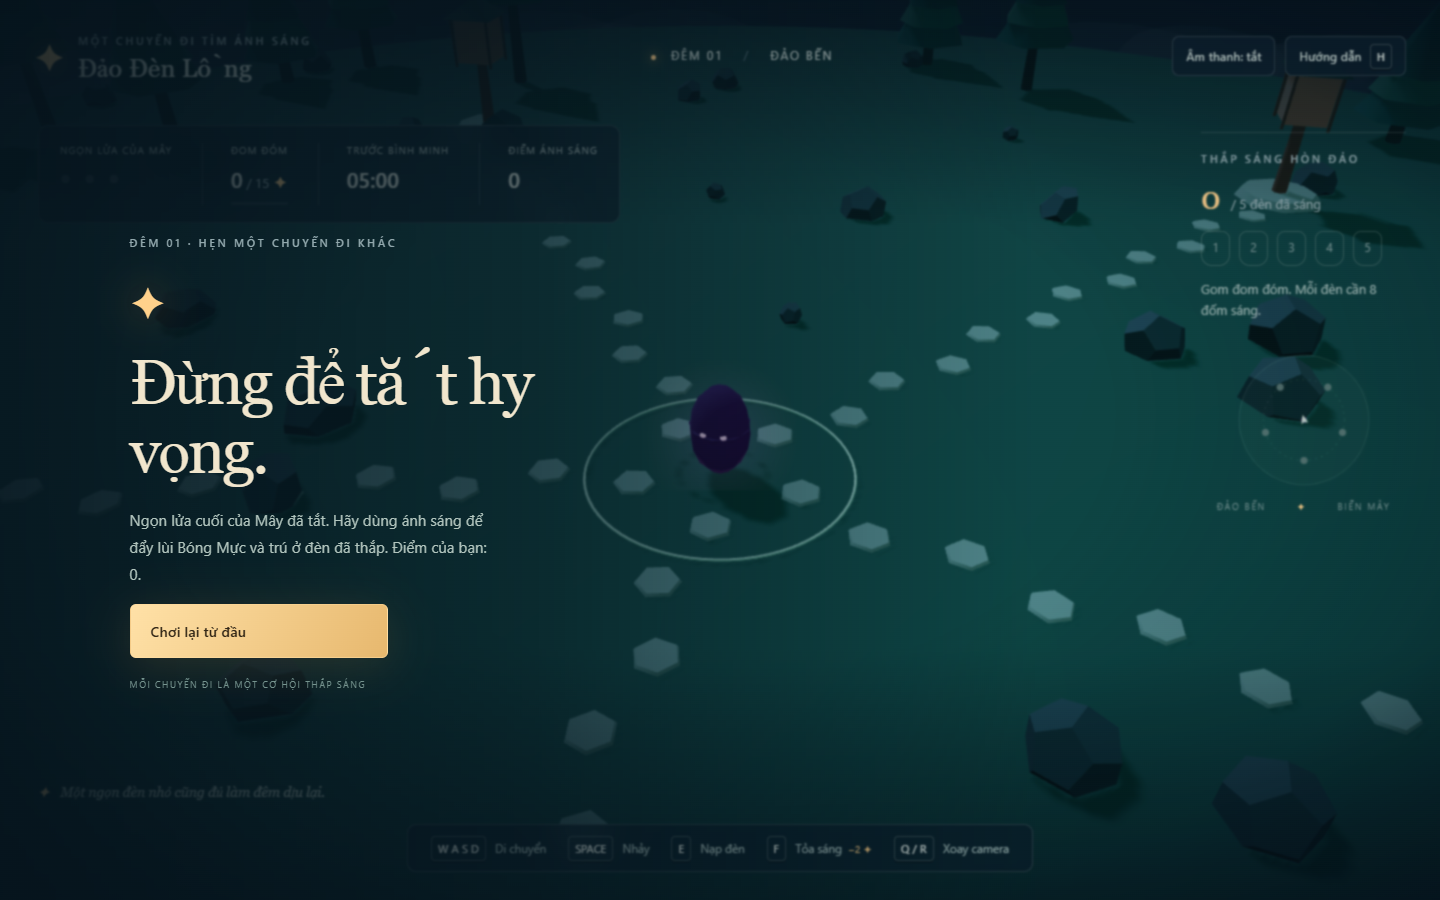 MỘT CHUYẾN ĐI TÌM ÁNH SÁNG
Đảo Đèn Lồng
ĐÊM 01 / ĐẢO BẾN
Âm thanh: tắt
Hướng dẫn H
NGỌN LỬA CỦA MÂY
ĐOM ĐÓM
0 / 15
TRƯỚC BÌNH MINH
05:00
ĐIỂM ÁNH SÁNG
0
THẮP SÁNG HÒN ĐẢO
0 / 5 đèn đã sáng
1 2 3 4 5
Gom đom đóm. Mỗi đèn cần 8
đốm sáng.
ĐẢO BẾN
BIỂN MÂY
ĐÊM 01 · HẸN MỘT CHUYẾN ĐI KHÁC
Đừng để tắt hy
vọng.
Ngọn lửa cuối của Mây đã tắt. Hãy dùng ánh sáng để
đẩy lùi Bóng Mực và trú ở đèn đã thắp. Điểm của bạn:
0.
Chơi lại từ đầu
MỖI CHUYẾN ĐI LÀ MỘT CƠ HỘI THẮP SÁNG
Một ngọn đèn nhỏ cũng đủ làm đêm dịu lại.
W A S D Di chuyển SPACE Nhảy E Nạp đèn F Tỏa sáng −2 Q / R Xoay camera